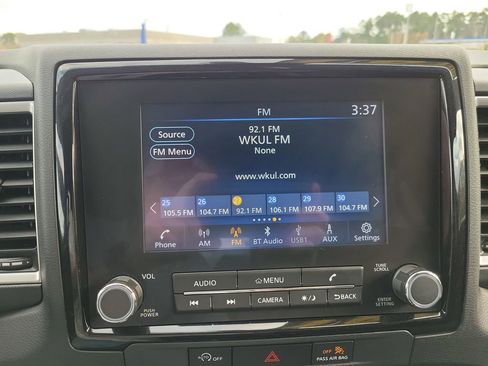 FM
3:37
Source
92.1 FM
WKUL FM
FM Menu
None
www.wkul.com
25 26 27 28 29 30
105.5 FM 104.7 FM 92.1 FM 106.1 FM 107.9 FM 104.7 FM
Phone AM FM BT Audio USB1 AUX Settings
VOL
AUDIO MENU
TUNE
SCROLL
CAMERA BACK
PUSH
POWER
ENTER
SETTING
OFF OFF
PASS AIR BAG